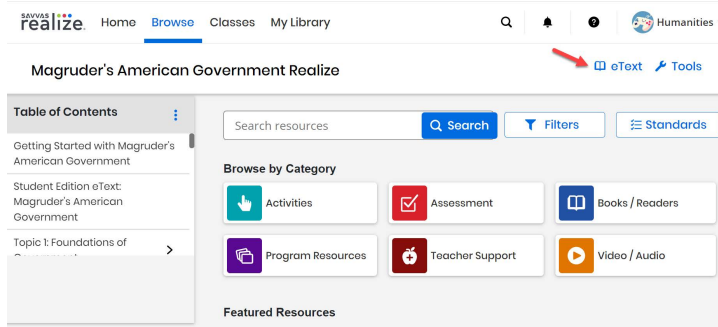 SAVVAS
realize. Home Browse Classes My Library Humanities
Magruder's American Government Realize eText Tools
Table of Contents
Getting Started with Magruder's
American Government
Student Edition eText:
Magruder's American
Government
Topic 1: Foundations of
Search resources Search Filters Standards
Browse by Category
Activities Assessment Books / Readers
Program Resources Teacher Support Video / Audio
Featured Resources